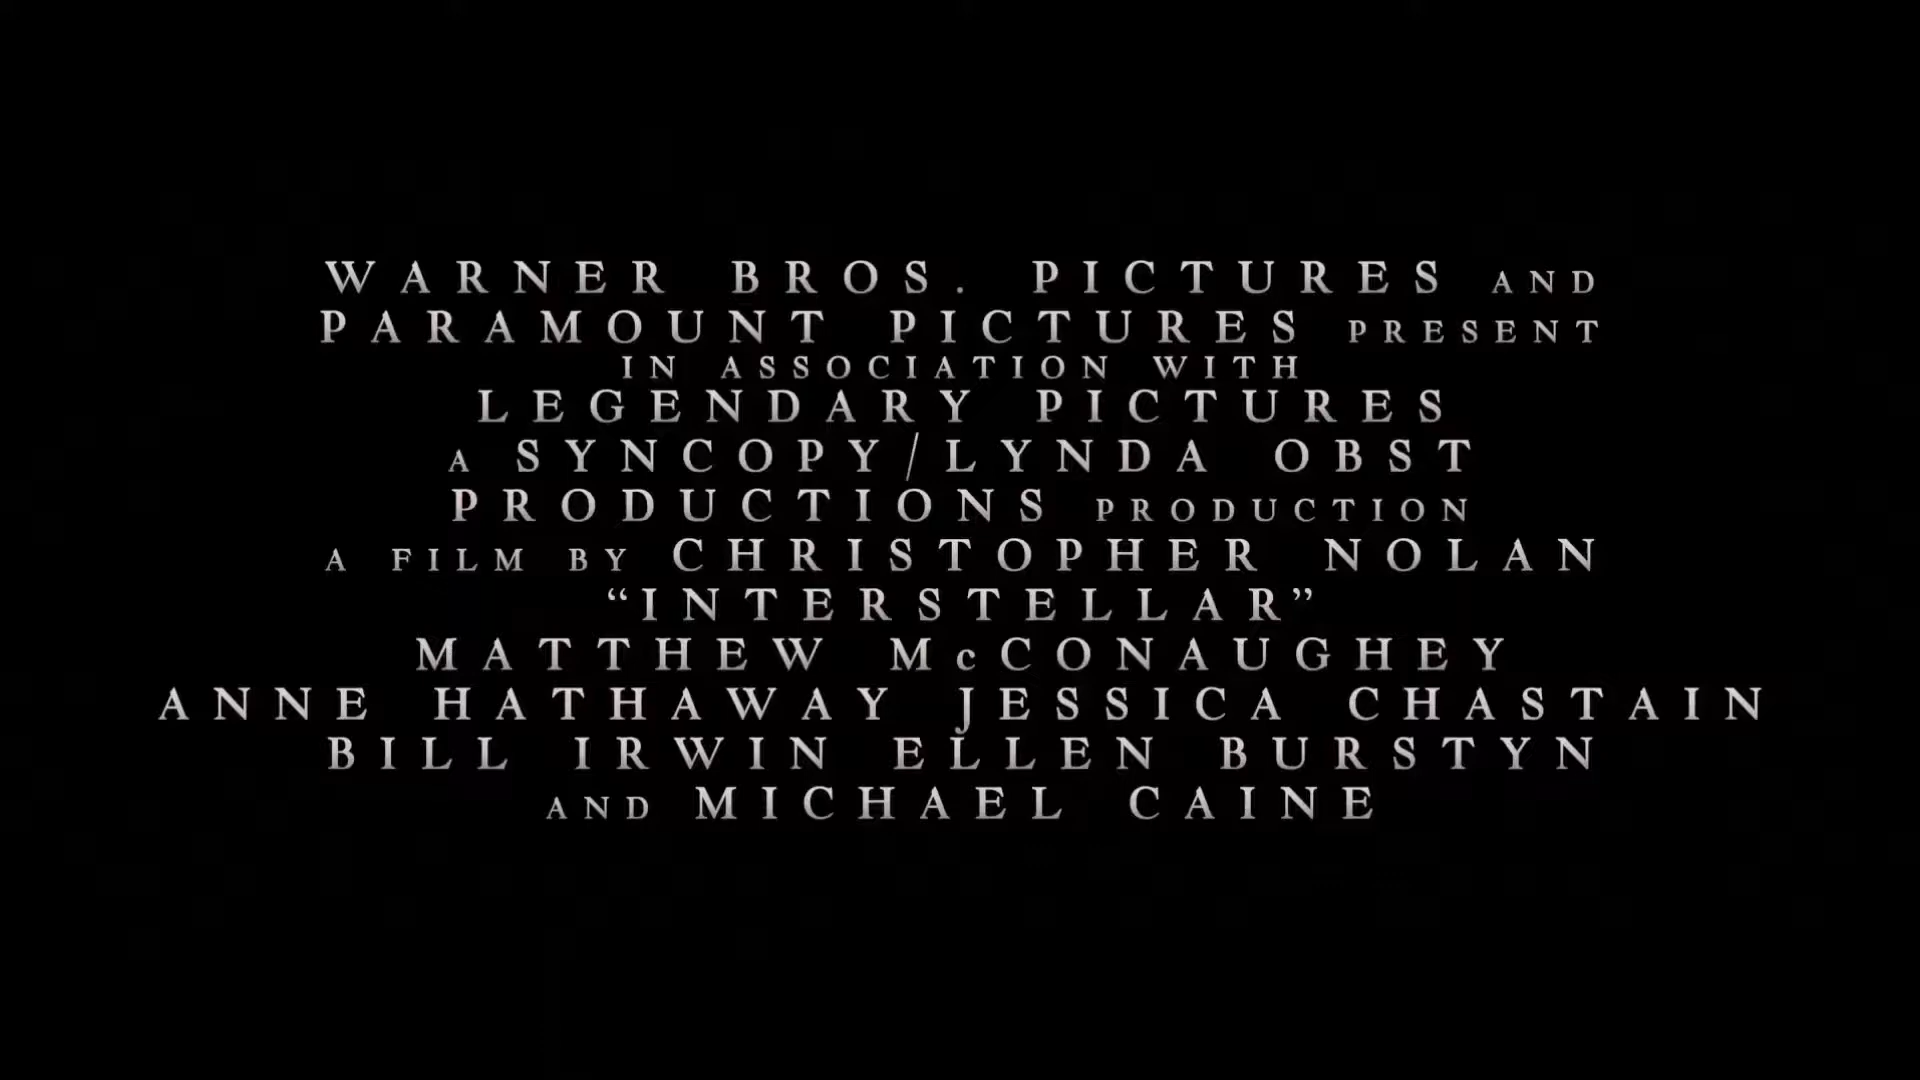 WARNER BROS. PICTURES AND
PARAMOUNT PICTURES PRESENT
IN ASSOCIATION WITH
LEGENDARY PICTURES
A SYNCOPY/LYNDA OBST
PRODUCTIONS PRODUCTION
A FILM BY CHRISTOPHER NOLAN
“INTERSTELLAR”
MATTHEW McCONAUGHEY
ANNE HATHAWAY JESSICA CHASTAIN
BILL IRWIN ELLEN BURSTYN
AND MICHAEL CAINE